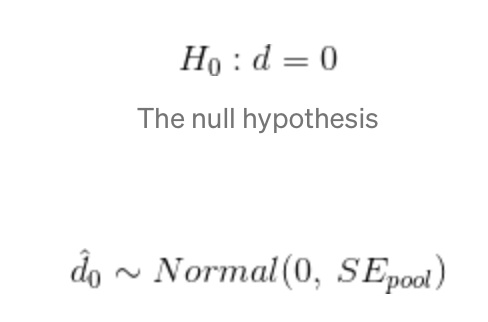 H₀ : d = 0
The null hypothesis
d̂₀ ∼ Normal(0, SE_pool)